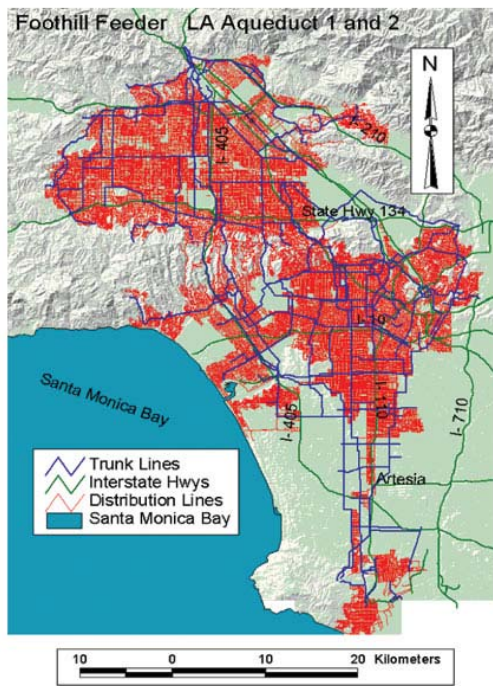 Foothill Feeder LA Aqueduct 1 and 2
N
I- 405
I-210
State Hwy 134
I-10
Santa Monica Bay
I-110
I- 405
I- 710
Artesia
Trunk Lines
Interstate Hwys
Distribution Lines
Santa Monica Bay
10 0 10 20 Kilometers